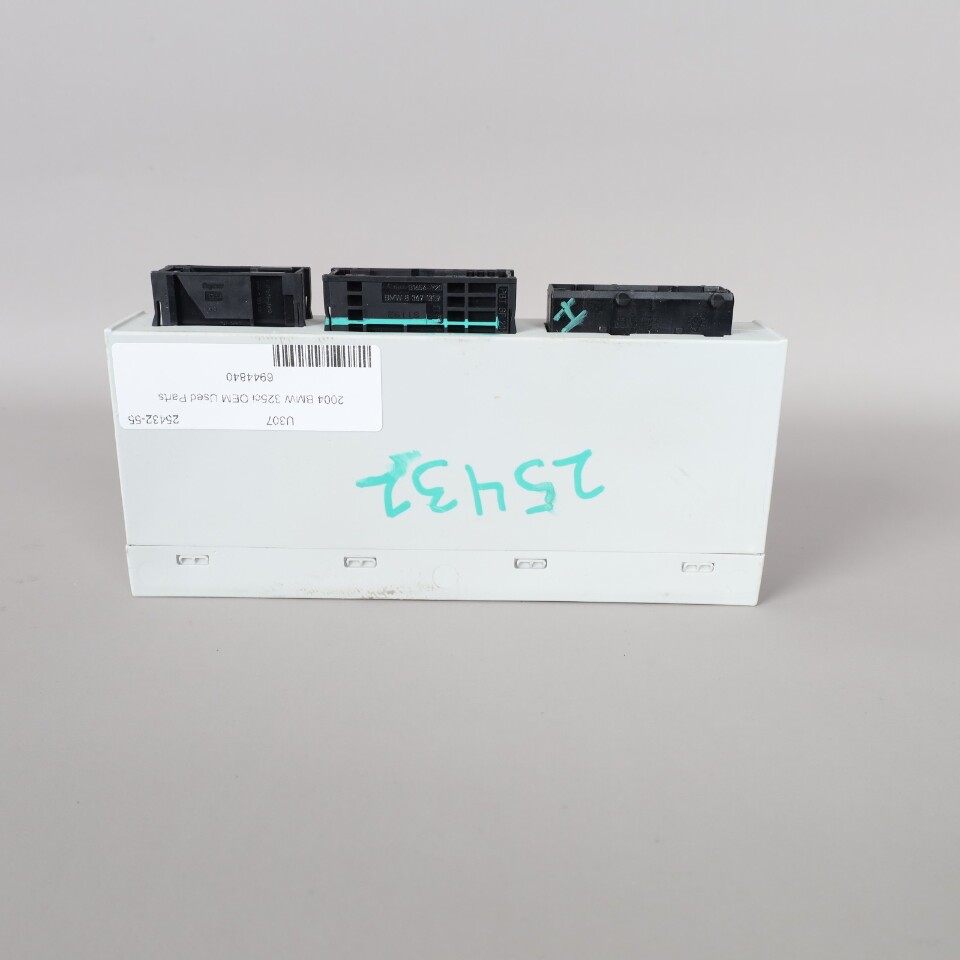 U307 25432-55
2004 BMW 325ci OEM Used Parts
6944840
25432
H